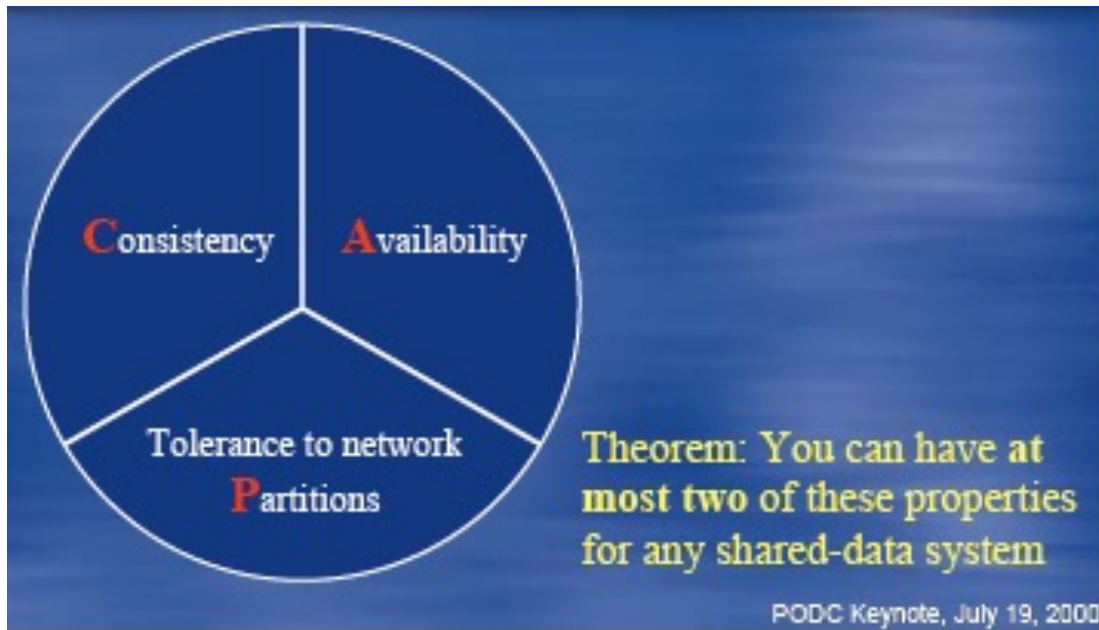 Consistency
Availability
Tolerance to network
Partitions
Theorem: You can have at
most two of these properties
for any shared-data system
PODC Keynote, July 19, 2000